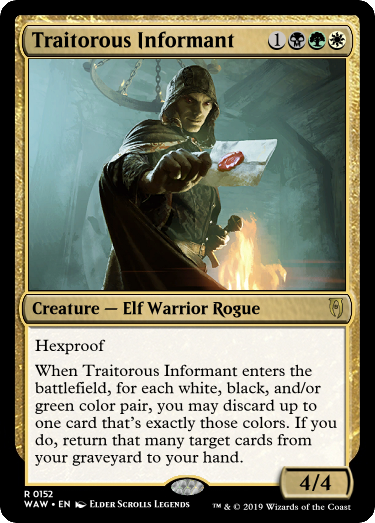 Traitorous Informant 1
Creature — Elf Warrior Rogue
Hexproof
When Traitorous Informant enters the
battlefield, for each white, black, and/or
green color pair, you may discard up to
one card that's exactly those colors. If you
do, return that many target cards from
your graveyard to your hand.
4/4
R 0152
WAW • EN Elder Scrolls Legends
™ & © 2019 Wizards of the Coast